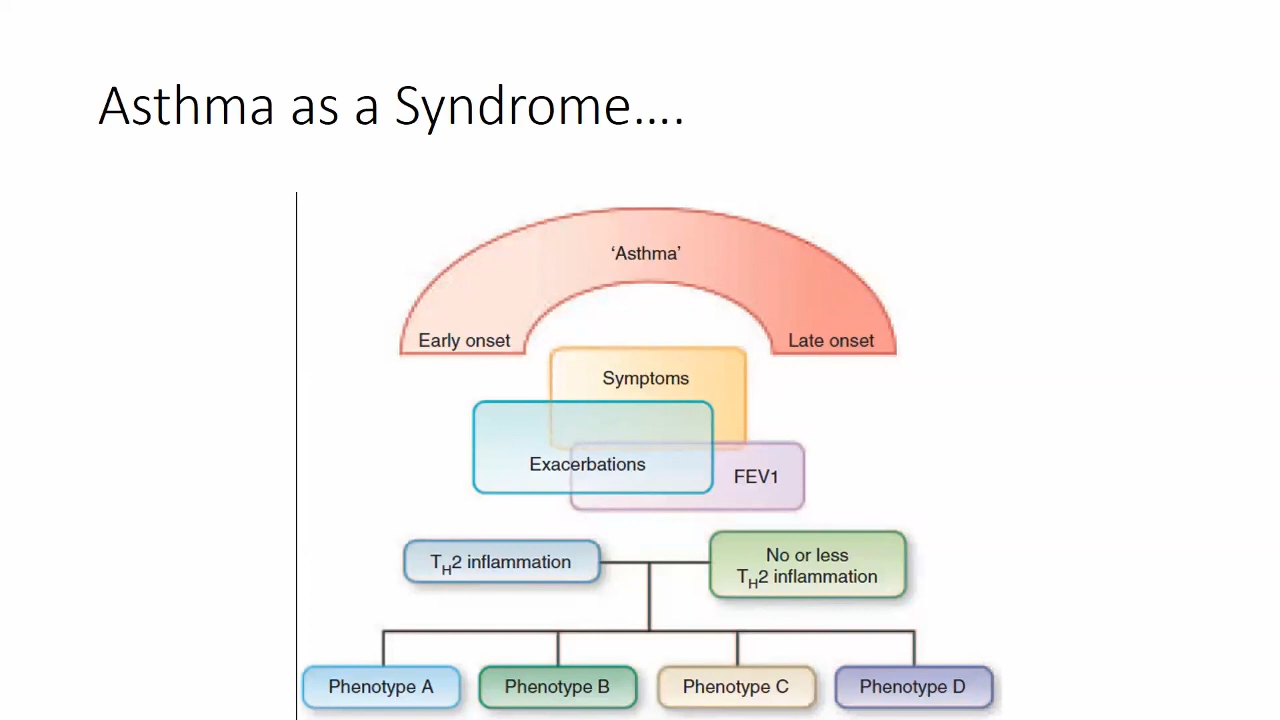 Asthma as a Syndrome….
‘Asthma’
Early onset
Late onset
Symptoms
Exacerbations
FEV1
TH2 inflammation
No or less
TH2 inflammation
Phenotype A
Phenotype B
Phenotype C
Phenotype D